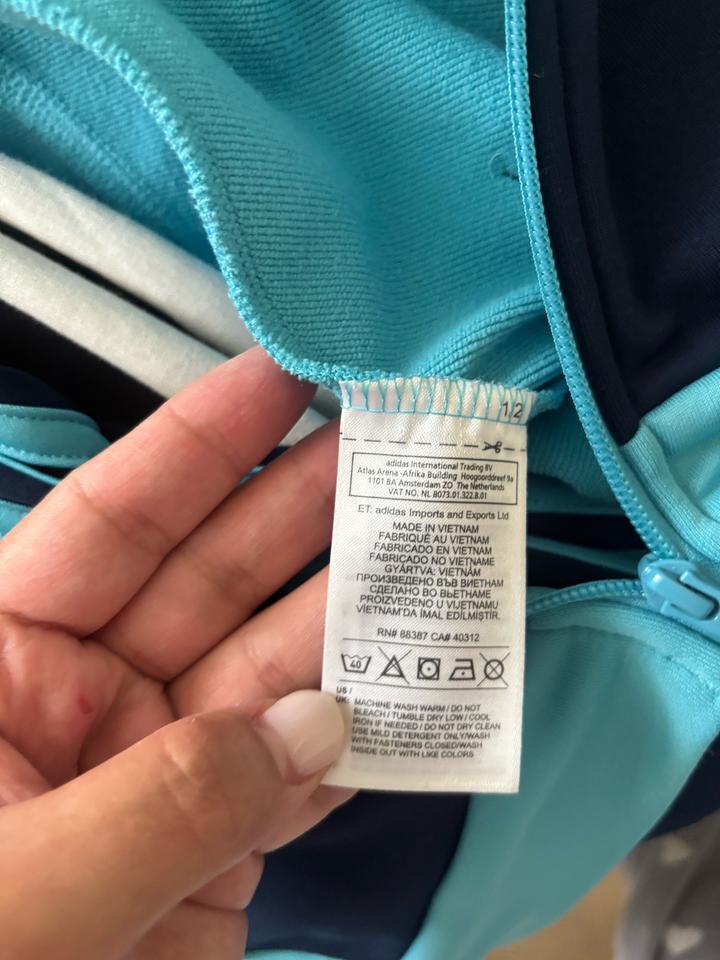 12
adidas International Trading BV
Atlas Arena -Afrika Building Hoogoorddreef 9a
1101 BA Amsterdam ZO The Netherlands
VAT NO. NL 8073.01.322.B.01
ET. adidas Imports and Exports Ltd
MADE IN VIETNAM
FABRIQUÉ AU VIETNAM
FABRICADO EN VIETNAM
FABRICADO NO VIETNAME
GYÁRTVA: VIETNÁM
ПРОИЗВЕДЕНО ВЪВ ВИЕТНАМ
СДЕЛАНО ВО ВЬЕТНАМЕ
PROIZVEDENO U VIJETNAMU
VİETNAM'DA İMAL EDİLMİŞTİR.
RN# 88387 CA# 40312
40
US /
UK: MACHINE WASH WARM / DO NOT
BLEACH / TUMBLE DRY LOW / COOL
IRON IF NEEDED / DO NOT DRY CLEAN
USE MILD DETERGENT ONLY/WASH
WITH FASTENERS CLOSED/WASH
INSIDE OUT WITH LIKE COLORS